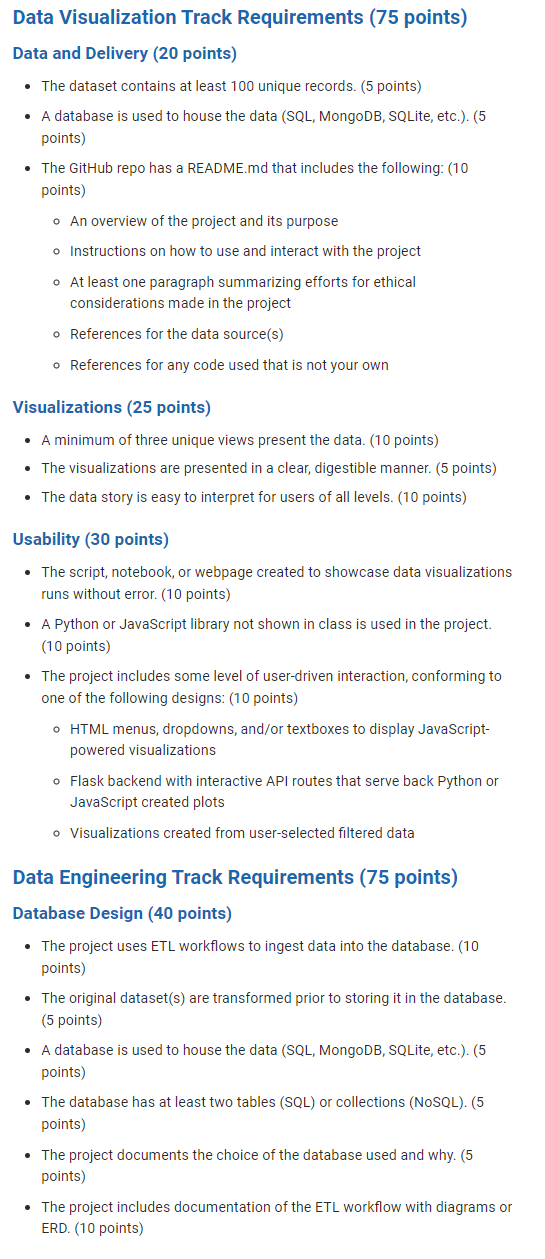 Data Visualization Track Requirements (75 points)
Data and Delivery (20 points)
• The dataset contains at least 100 unique records. (5 points)
• A database is used to house the data (SQL, MongoDB, SQLite, etc.). (5
points)
• The GitHub repo has a README.md that includes the following: (10
points)
◦ An overview of the project and its purpose
◦ Instructions on how to use and interact with the project
◦ At least one paragraph summarizing efforts for ethical
considerations made in the project
◦ References for the data source(s)
◦ References for any code used that is not your own
Visualizations (25 points)
• A minimum of three unique views present the data. (10 points)
• The visualizations are presented in a clear, digestible manner. (5 points)
• The data story is easy to interpret for users of all levels. (10 points)
Usability (30 points)
• The script, notebook, or webpage created to showcase data visualizations
runs without error. (10 points)
• A Python or JavaScript library not shown in class is used in the project.
(10 points)
• The project includes some level of user-driven interaction, conforming to
one of the following designs: (10 points)
◦ HTML menus, dropdowns, and/or textboxes to display JavaScript-
powered visualizations
◦ Flask backend with interactive API routes that serve back Python or
JavaScript created plots
◦ Visualizations created from user-selected filtered data
Data Engineering Track Requirements (75 points)
Database Design (40 points)
• The project uses ETL workflows to ingest data into the database. (10
points)
• The original dataset(s) are transformed prior to storing it in the database.
(5 points)
• A database is used to house the data (SQL, MongoDB, SQLite, etc.). (5
points)
• The database has at least two tables (SQL) or collections (NoSQL). (5
points)
• The project documents the choice of the database used and why. (5
points)
• The project includes documentation of the ETL workflow with diagrams or
ERD. (10 points)